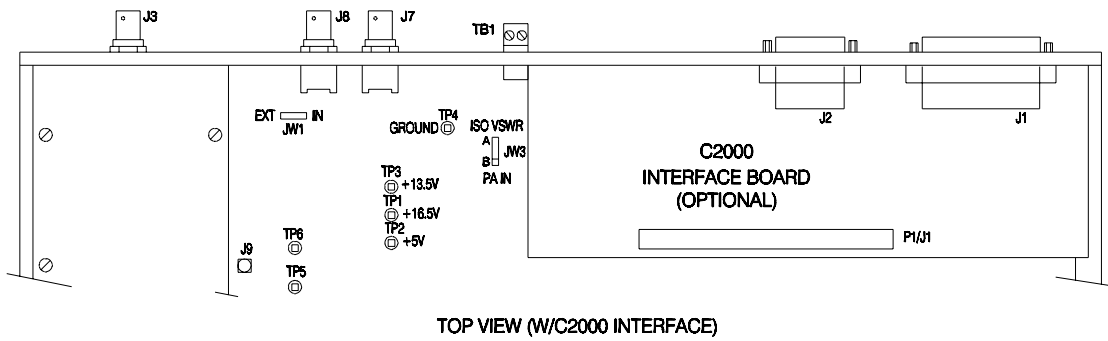 J3
J8
J7
TB1
EXT
IN
JW1
TP4
GROUND
ISO VSWR
A
JW3
B
PA IN
J2
J1
C2000
INTERFACE BOARD
(OPTIONAL)
TP3
+13.5V
TP1
+16.5V
TP2
+5V
P1/J1
TP6
J9
TP5
TOP VIEW (W/C2000 INTERFACE)